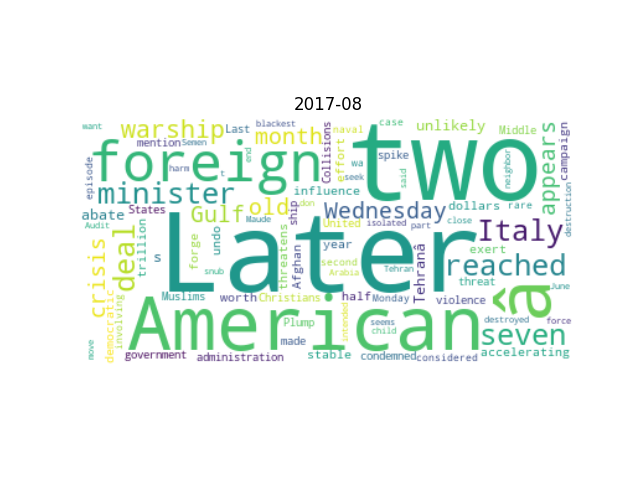 2017-08
want
episode
warship
mention
Semen
Last
blackest
harm
t
end
month
Collisions
naval
effort
case
wa
seek
spike
said
unlikely
Middle
neighbor
appears
campaign
destruction
foreign
two
minister
influence
abate
Audit
States
trillion
s
Gulf
old
Maude
ship
don
forge
undo
snub
threatens
Afghan
United
isolated
part
year
second
Arabia
Wednesday
Tehranâ
Tehran
dollars
rare
close
exert
threat
Italy
reached
June
Later
crisis
deal
democratic
involving
move
Muslims
worth
Christians
half
Monday
violence
destroyed
force
American
â
seven
Plump
made
intended
seems
child
government
administration
stable
condemned
considered
accelerating